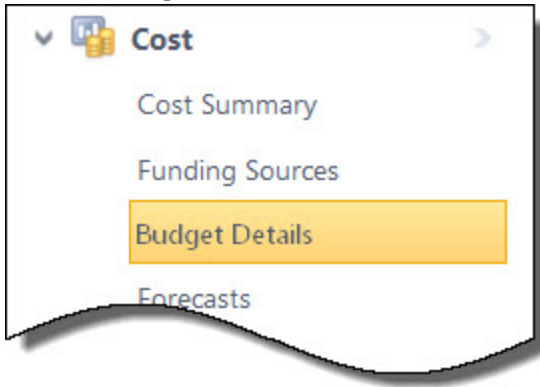 Cost
Cost Summary
Funding Sources
Budget Details
Forecasts